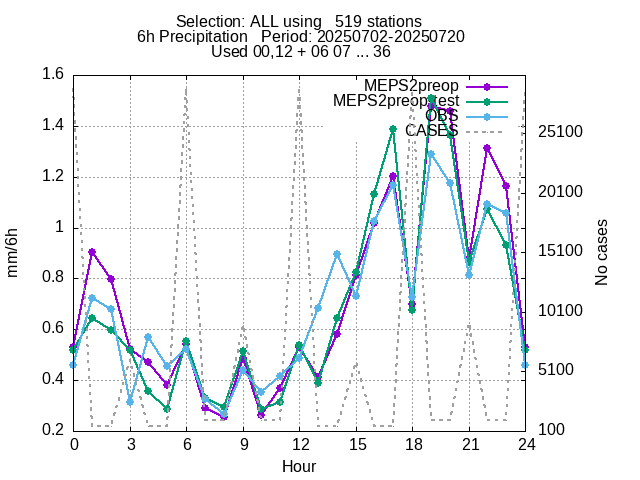 Selection: ALL using   519 stations
6h Precipitation   Period: 20250702-20250720
Used 00,12 + 06 07 ... 36
MEPS2preop
MEPS2preop_test
OBS
CASES
1.6
1.4
1.2
1
0.8
0.6
0.4
0.2
25100
20100
15100
10100
5100
100
mm/6h
No cases
0 3 6 9 12 15 18 21 24
Hour